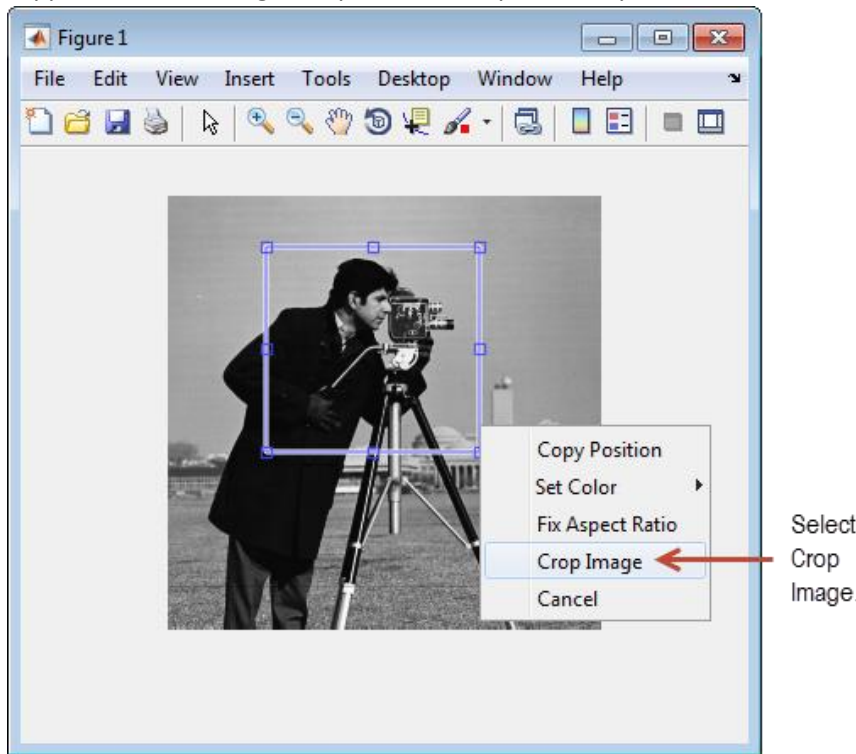 Figure 1
File Edit View Insert Tools Desktop Window Help
Copy Position
Set Color
Fix Aspect Ratio
Crop Image
Cancel
Select
Crop
Image.